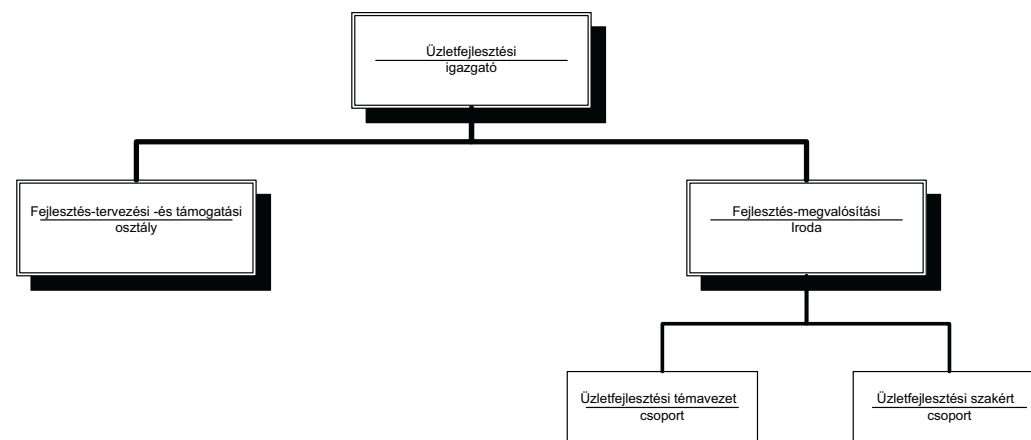 Üzletfejlesztési
igazgató
Fejlesztés-tervezési -és támogatási
osztály
Fejlesztés-megvalósítási
Iroda
Üzletfejlesztési témavezet
csoport
Üzletfejlesztési szakért
csoport